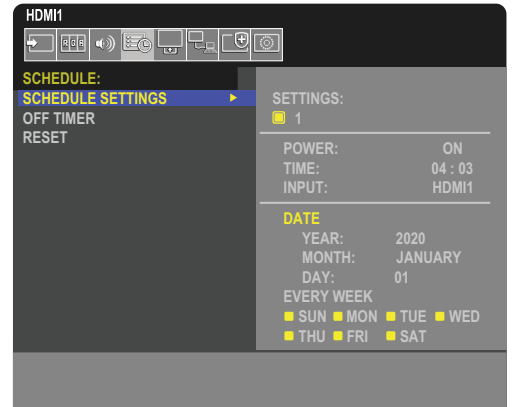 HDMI1
R G B
SCHEDULE:
SCHEDULE SETTINGS
OFF TIMER
RESET
SETTINGS:
1
POWER: ON
TIME: 04 : 03
INPUT: HDMI1
DATE
YEAR: 2020
MONTH: JANUARY
DAY: 01
EVERY WEEK
SUN MON TUE WED
THU FRI SAT